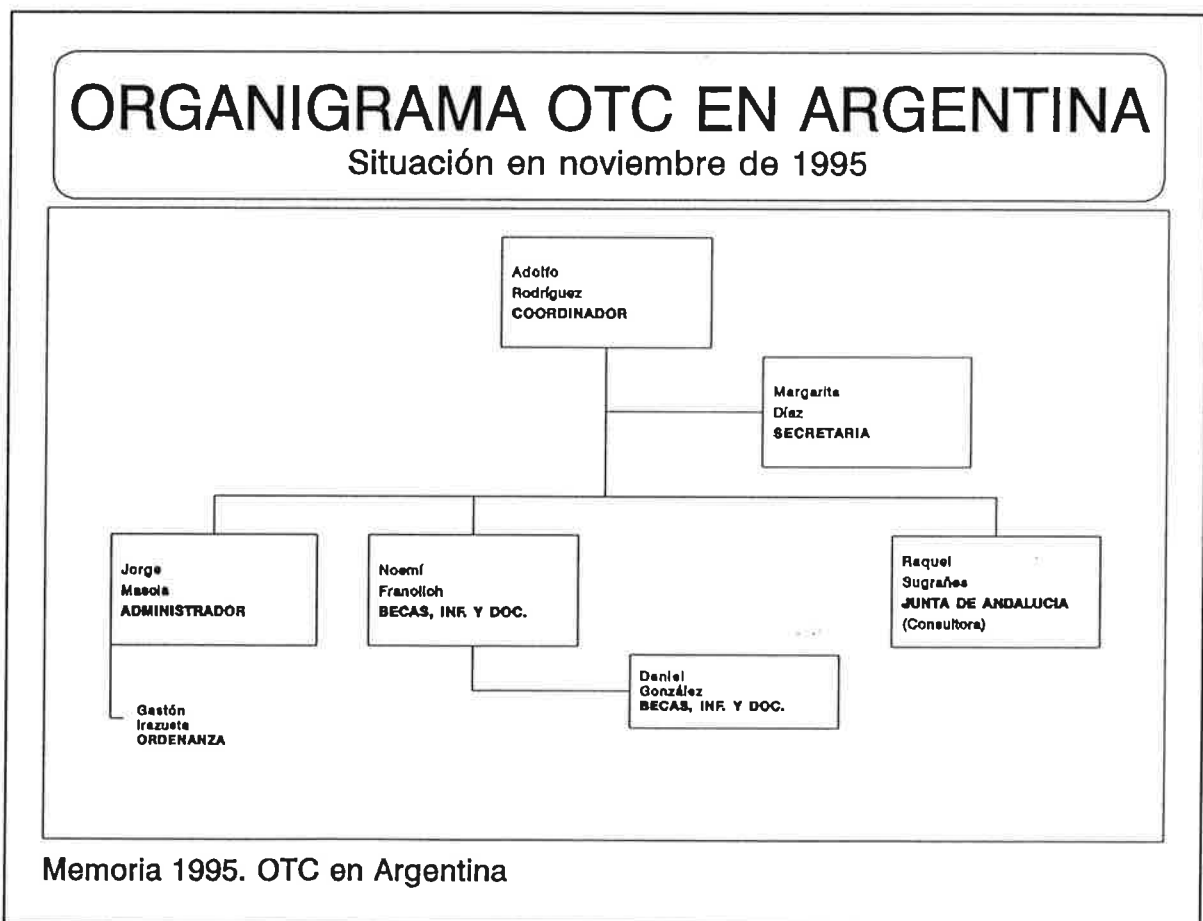 ORGANIGRAMA OTC EN ARGENTINA
Situación en noviembre de 1995
Adolfo
Rodríguez
COORDINADOR
Margarita
Díaz
SECRETARIA
Jorge
Masola
ADMINISTRADOR
Noemí
Franolich
BECAS, INF. Y DOC.
Raquel
Sugrañes
JUNTA DE ANDALUCIA
(Consultora)
Daniel
González
BECAS, INF. Y DOC.
Gastón
Irazusta
ORDENANZA
Memoria 1995. OTC en Argentina